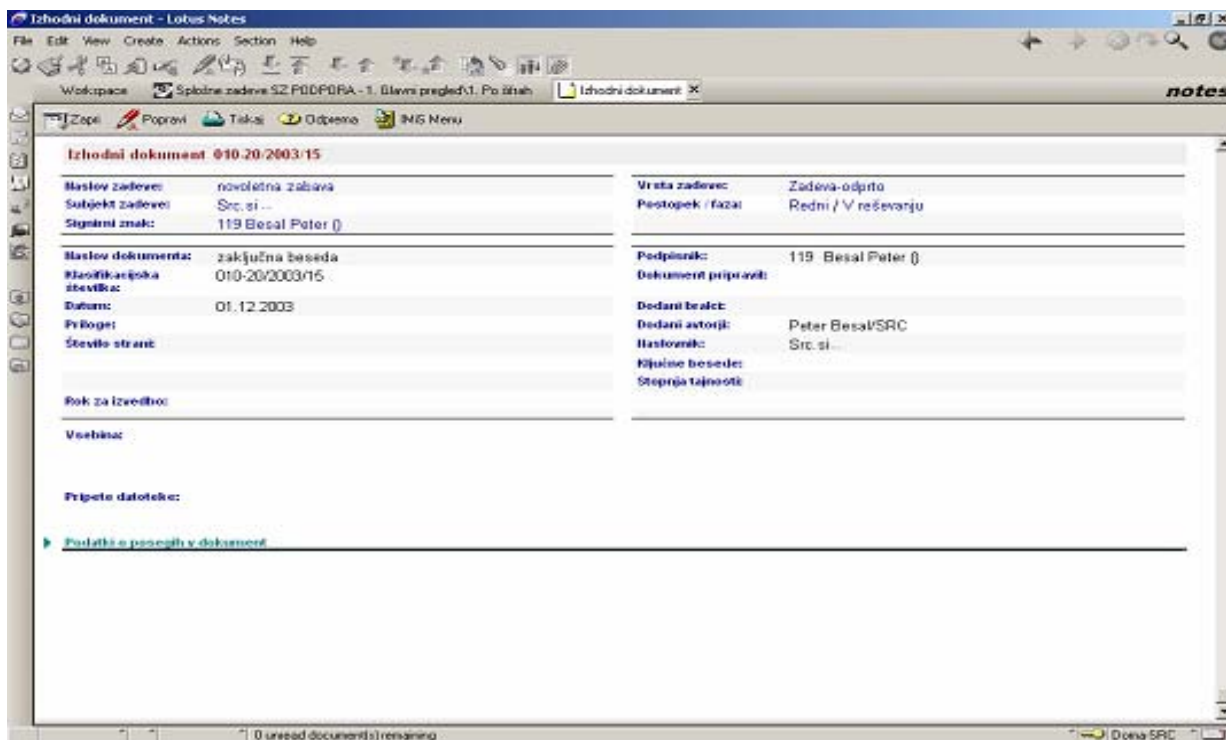 Izhodni dokument - Lotus Notes
File Edit View Create Actions Section Help
Workspace Splošne zadeve SZ PODPORA - 1. Glavni pregled\1. Po šifrah Izhodni dokument
notes
Zapri Popravi Tiskaj Odprema IMiS Menu
Izhodni dokument 010-20/2003/15
Naslov zadeve: novoletna zabava
Subjekt zadeve: Src.si ...
Signirni znak: 119 Besal Peter ()
Vrsta zadeve: Zadeva-odprto
Postopek / faza: Redni / V reševanju
Naslov dokumenta: zaključna beseda
Klasifikacijska številka: 010-20/2003/15
Datum: 01.12.2003
Priloge:
Število strani:
Rok za izvedbo:
Podpisnik: 119 Besal Peter ()
Dokument pripravil:
Dodani bralci:
Dodani avtorji: Peter Besal/SRC
Naslovnik: Src.si ...
Ključne besede:
Stopnja tajnosti:
Vsebina:
Pripete datoteke:
Podatki o posegih v dokument
0 unread document(s) remaining
Doma SRC